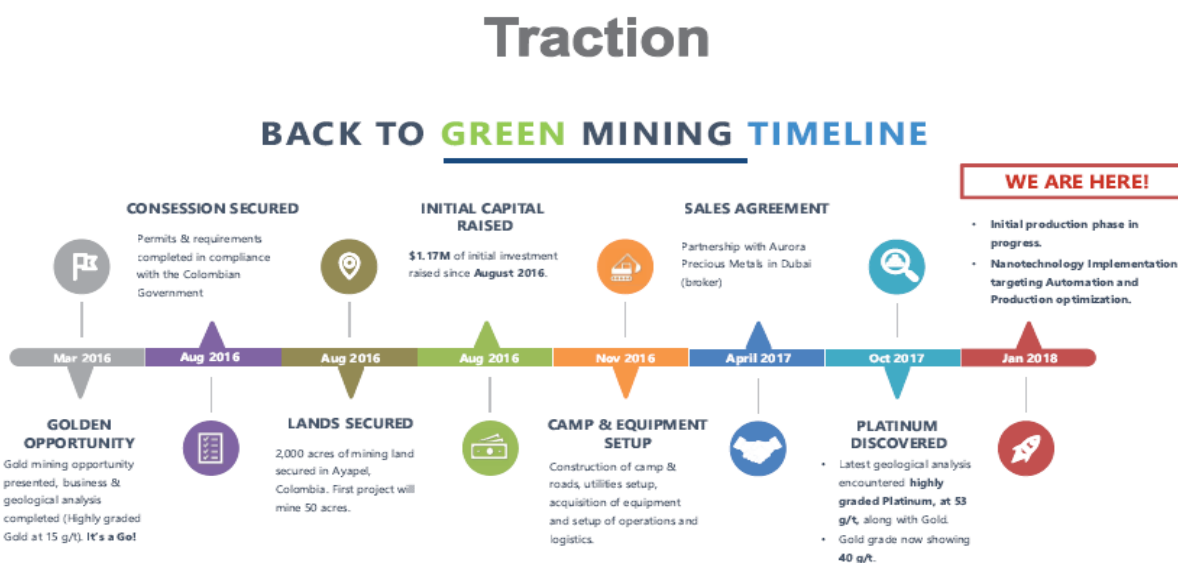 Traction
BACK TO GREEN MINING TIMELINE
WE ARE HERE!
CONSESSION SECURED
Permits & requirements
completed in compliance
with the Colombian
Government
INITIAL CAPITAL
RAISED
$1.17M of initial investment
raised since August 2016.
SALES AGREEMENT
Partnership with Aurora
Precious Metals in Dubai
(broker)
• Initial production phase in
progress.
• Nanotechnology Implementation
targeting Automation and
Production optimization.
Mar 2016
Aug 2016
Aug 2016
Aug 2016
Nov 2016
April 2017
Oct 2017
Jan 2018
GOLDEN
OPPORTUNITY
Gold mining opportunity
presented, business &
geological analysis
completed (Highly graded
Gold at 15 g/t). It's a Go!
LANDS SECURED
2,000 acres of mining land
secured in Ayapel,
Colombia. First project will
mine 50 acres.
CAMP & EQUIPMENT
SETUP
Construction of camp &
roads, utilities setup,
acquisition of equipment
and setup of operations and
logistics.
PLATINUM
DISCOVERED
• Latest geological analysis
encountered highly
graded Platinum, at 53
g/t, along with Gold.
• Gold grade now showing
40 g/t.